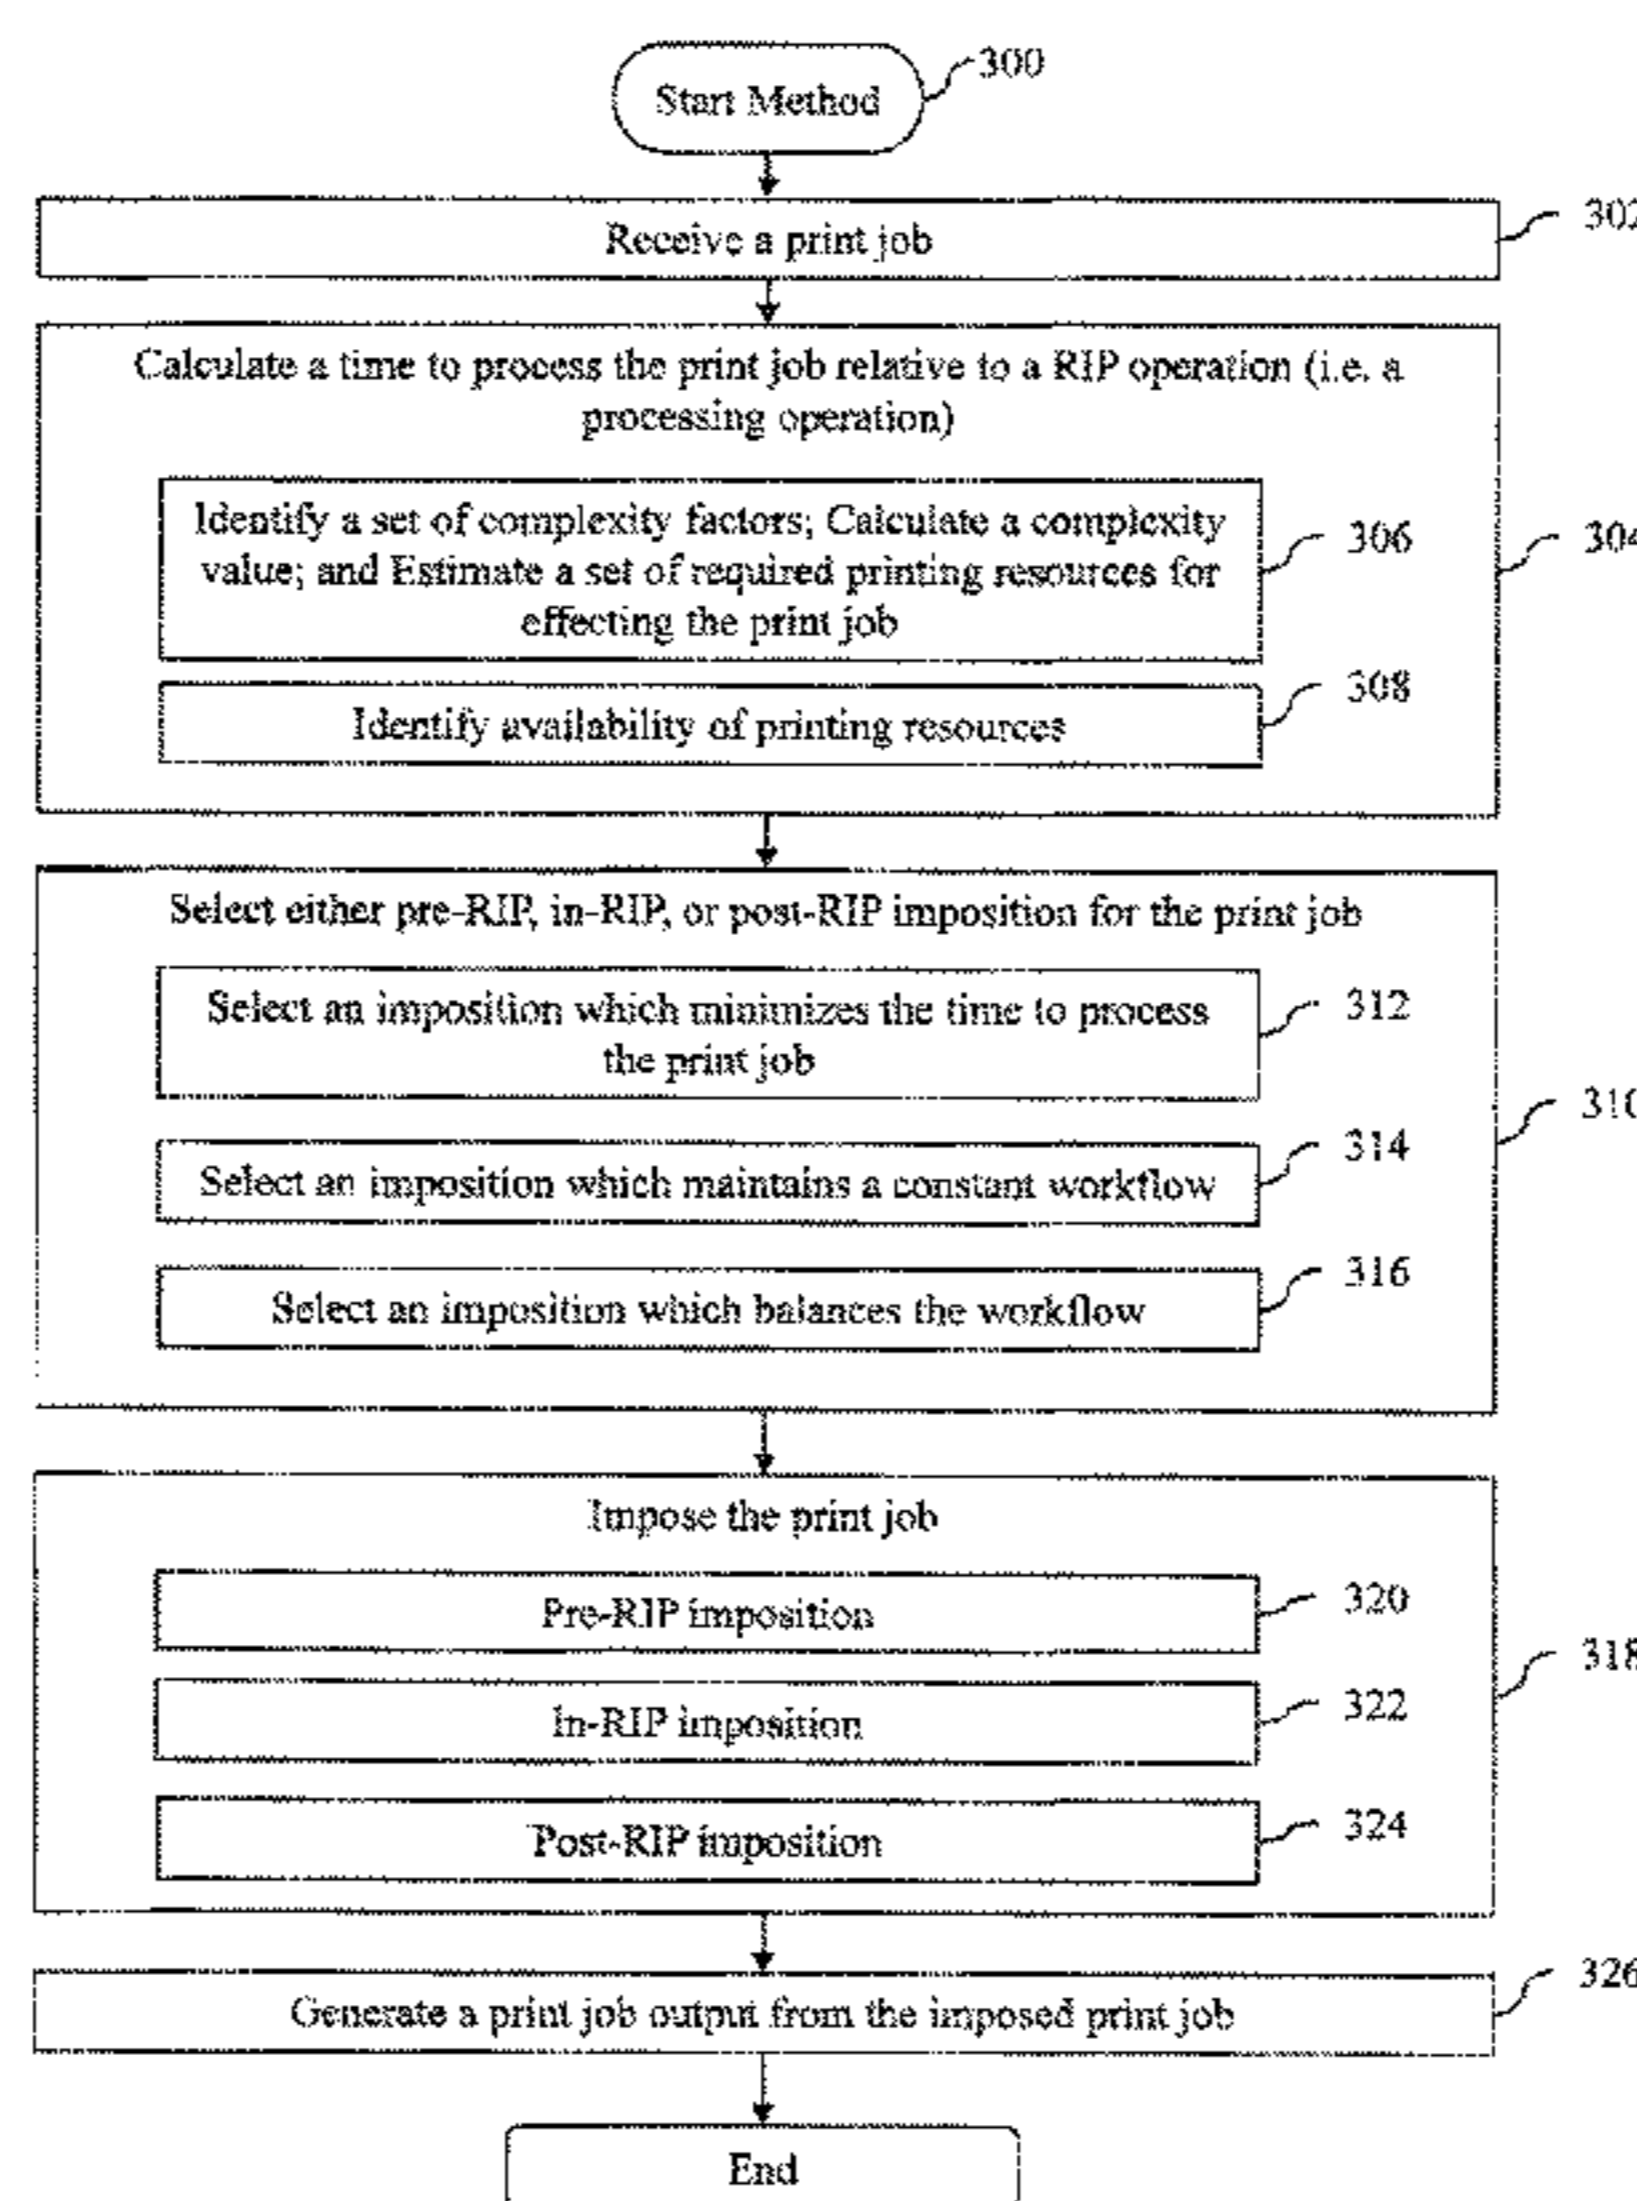 Start Method
300
Receive a print job
302
Calculate a time to process the print job relative to a RIP operation (i.e. a
processing operation)
Identify a set of complexity factors; Calculate a complexity
value; and Estimate a set of required printing resources for
effecting the print job
306
304
308
Identify availability of printing resources
Select either pre-RIP, in-RIP, or post-RIP imposition for the print job
Select an imposition which minimizes the time to process
the print job
312
310
314
Select an imposition which maintains a constant workflow
316
Select an imposition which balances the workflow
Impose the print job
Pre-RIP imposition
320
318
In-RIP imposition
322
Post-RIP imposition
324
Generate a print job output from the imposed print job
326
End